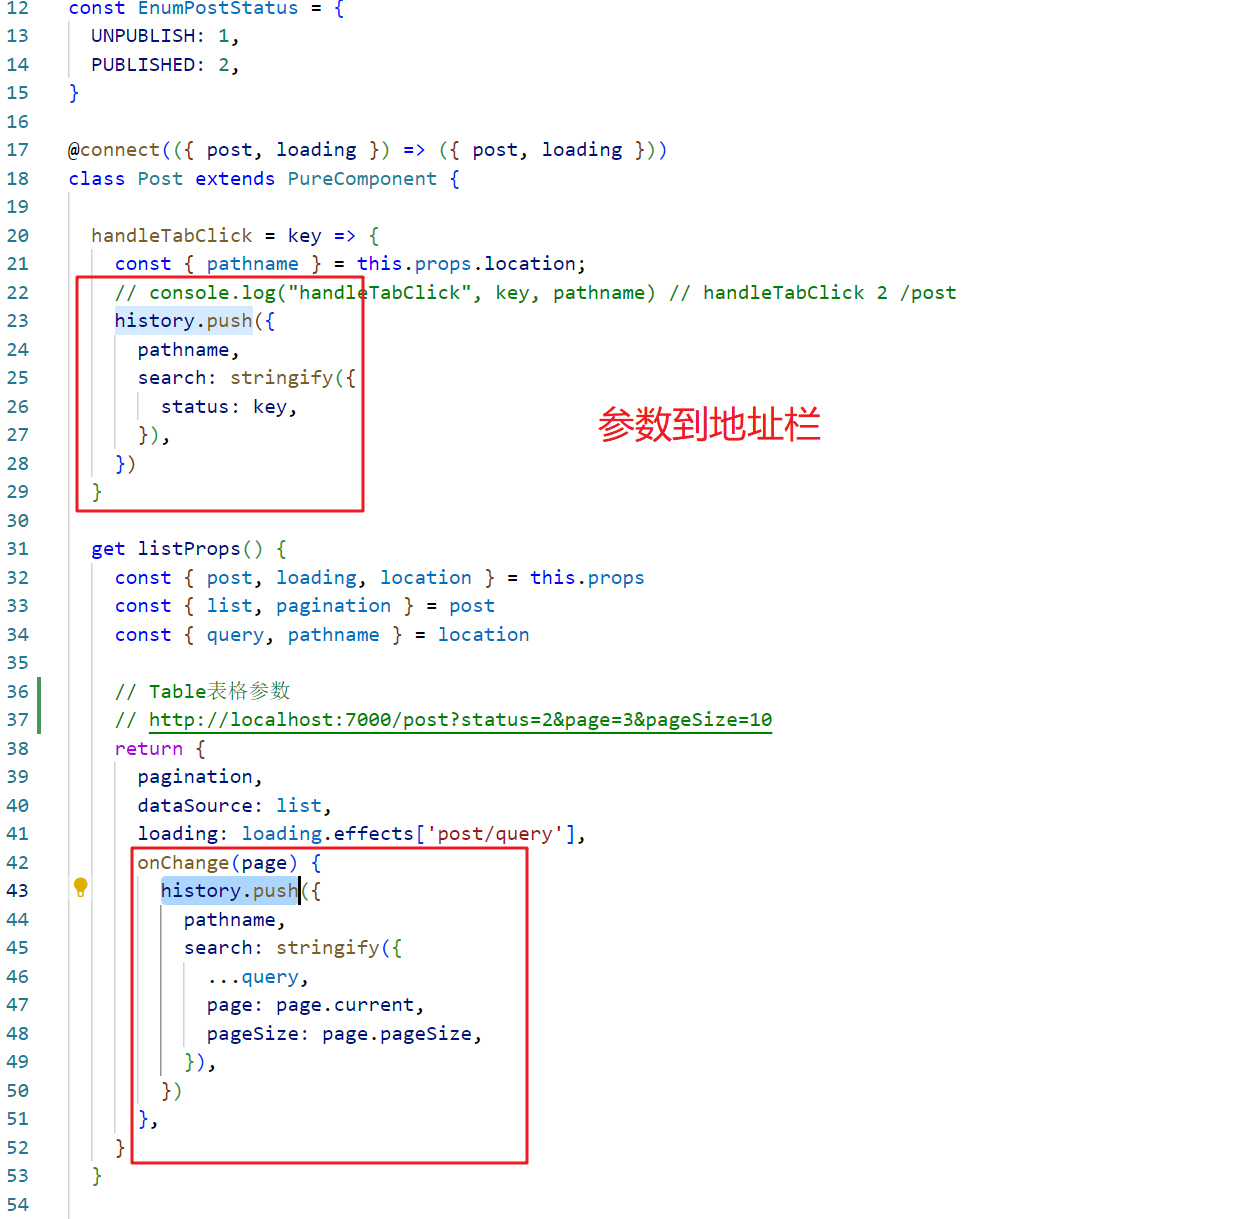 12 const EnumPostStatus = {
13 UNPUBLISH: 1,
14 PUBLISHED: 2,
15 }
16
17 @connect(({ post, loading }) => ({ post, loading }))
18 class Post extends PureComponent {
19
20 handleTabClick = key => {
21 const { pathname } = this.props.location;
22 // console.log("handleTabClick", key, pathname) // handleTabClick 2 /post
23 history.push({
24 pathname,
25 search: stringify({
26 status: key,
27 }),
28 })
29 }
参数到地址栏
30
31 get listProps() {
32 const { post, loading, location } = this.props
33 const { list, pagination } = post
34 const { query, pathname } = location
35
36 // Table表格参数
37 // http://localhost:7000/post?status=2&page=3&pageSize=10
38 return {
39 pagination,
40 dataSource: list,
41 loading: loading.effects['post/query'],
42 onChange(page) {
43 history.push({
44 pathname,
45 search: stringify({
46 ...query,
47 page: page.current,
48 pageSize: page.pageSize,
49 }),
50 })
51 },
52 }
53 }
54